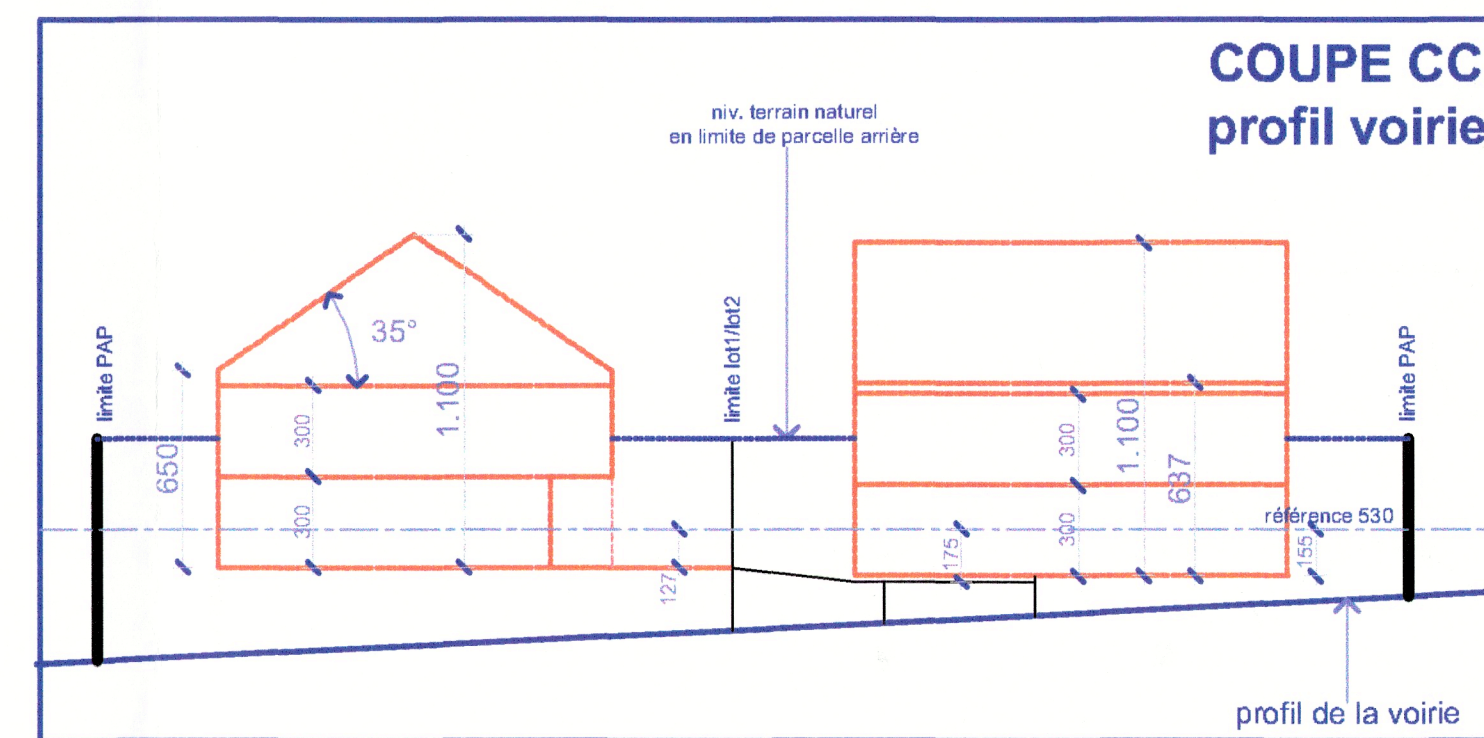 COUPE CC
profil voirie
niv. terrain naturel
en limite de parcelle arrière
limite PAP
650
300
300
35°
1.100
127
limite lot1/lot2
175
300
300
1.100
637
référence 530
155
limite PAP
profil de la voirie